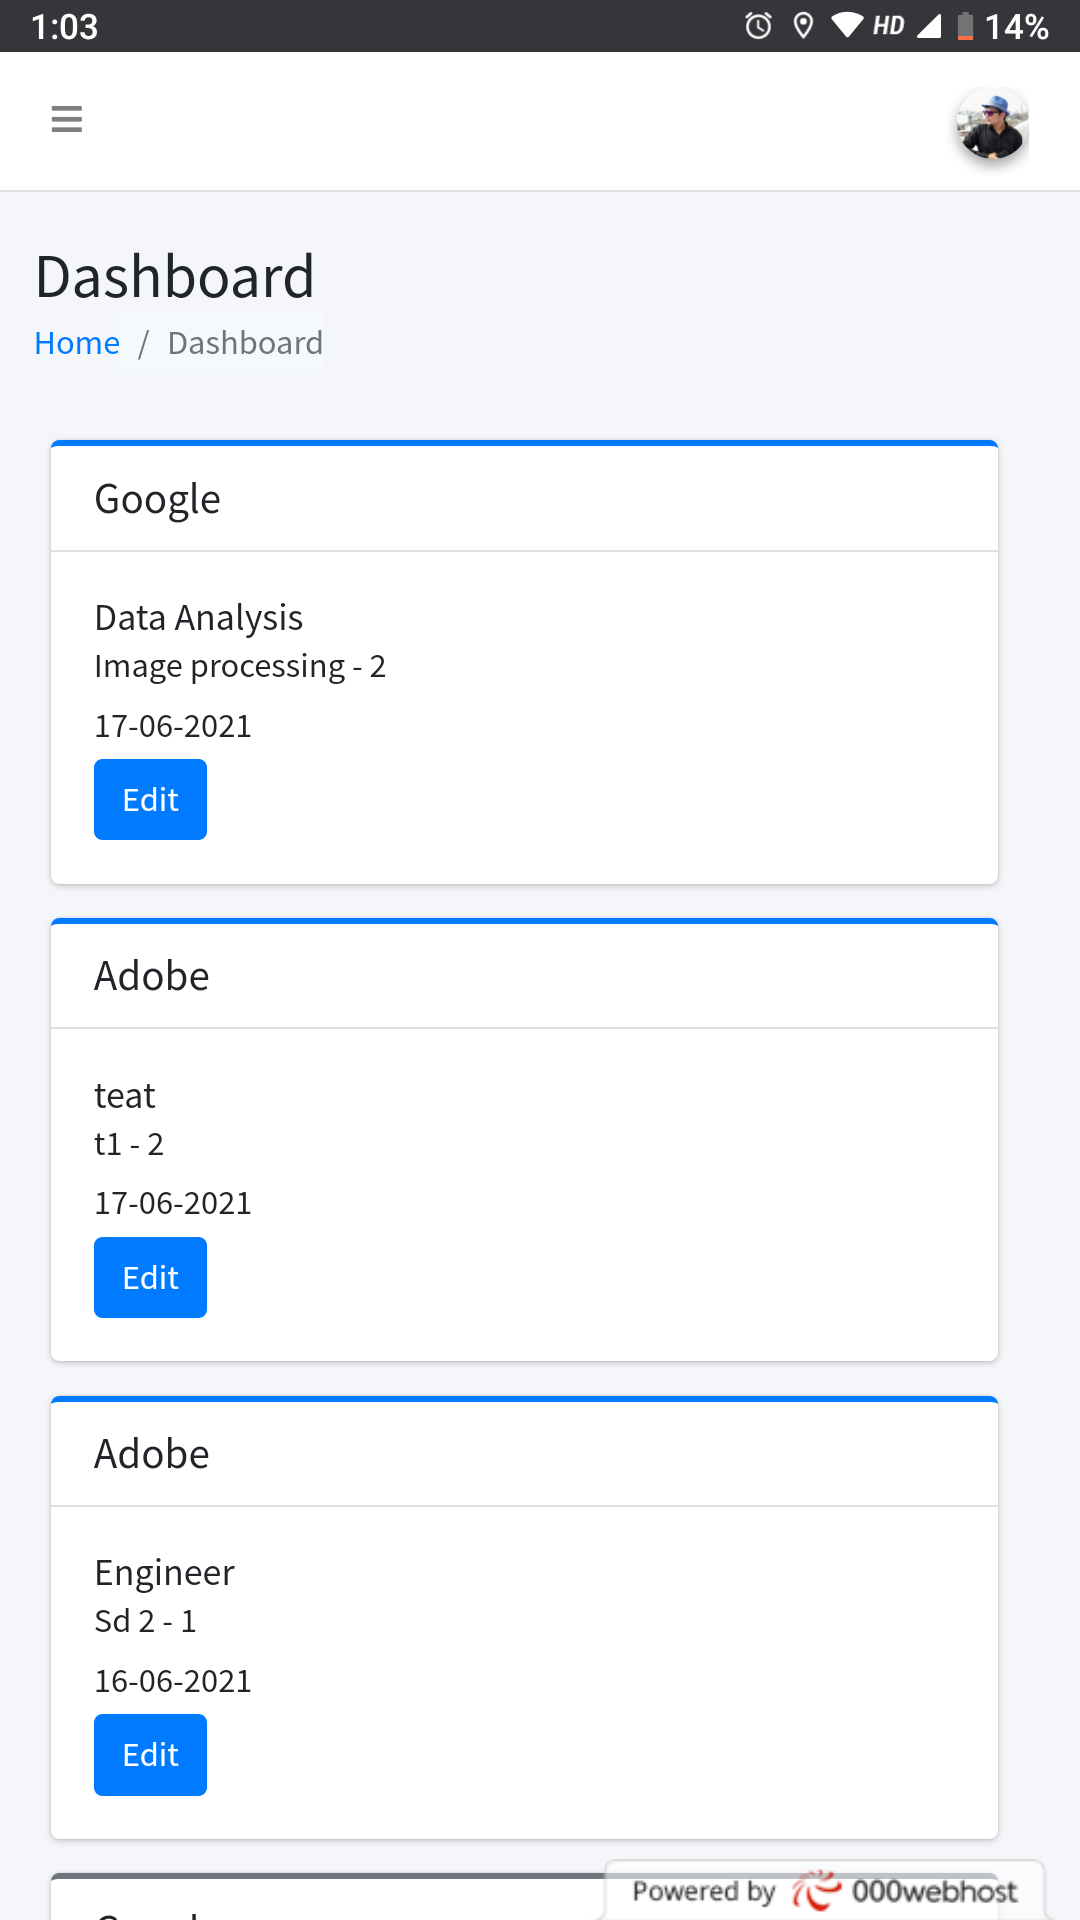 1:03 HD 14%
Dashboard
Home / Dashboard
Google
Data Analysis
Image processing - 2
17-06-2021
Edit
Adobe
teat
t1 - 2
17-06-2021
Edit
Adobe
Engineer
Sd 2 - 1
16-06-2021
Edit
Powered by 000webhost